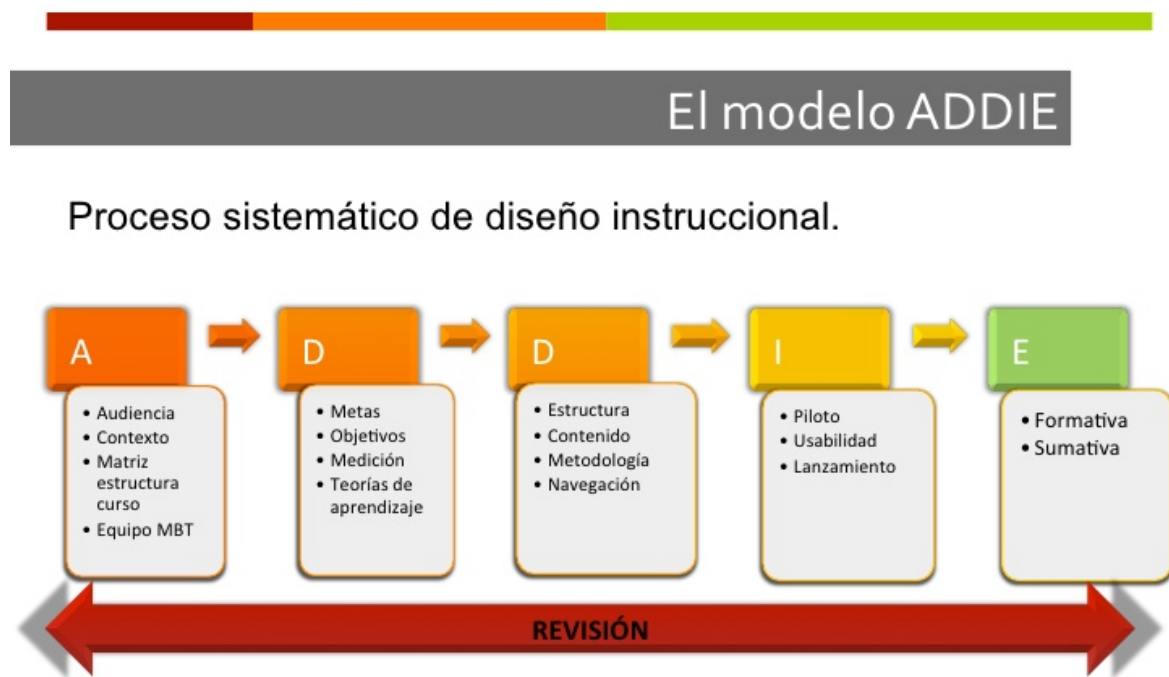 El modelo ADDIE
Proceso sistemático de diseño instruccional.
A
• Audiencia
• Contexto
• Matriz
estructura
curso
• Equipo MBT
D
• Metas
• Objetivos
• Medición
• Teorías de
aprendizaje
D
• Estructura
• Contenido
• Metodología
• Navegación
I
• Piloto
• Usabilidad
• Lanzamiento
E
• Formativa
• Sumativa
REVISIÓN